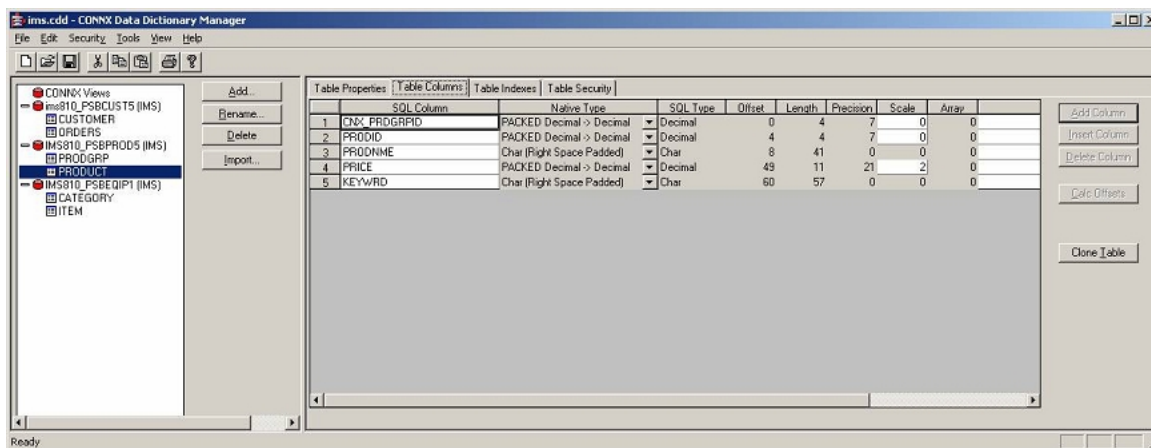 ims.cdd - CONNX Data Dictionary Manager
File Edit Security Tools View Help
CONNX Views
ims810_PSBCUST5 (IMS)
CUSTOMER
ORDERS
IMS810_PSBPROD5 (IMS)
PRODGRP
PRODUCT
IMS810_PSBEQIP1 (IMS)
CATEGORY
ITEM
Add...
Rename...
Delete
Import...
Table Properties Table Columns Table Indexes Table Security
SQL Column Native Type SQL Type Offset Length Precision Scale Array
1 CNX_PRDGRPID PACKED Decimal -> Decimal Decimal 0 4 7 0 0
2 PRODID PACKED Decimal -> Decimal Decimal 4 4 7 0 0
3 PRODNME Char (Right Space Padded) Char 8 41 0 0 0
4 PRICE PACKED Decimal -> Decimal Decimal 49 11 21 2 0
5 KEYWRD Char (Right Space Padded) Char 60 57 0 0 0
Add Column
Insert Column
Delete Column
Calc Offsets
Clone Table
Ready